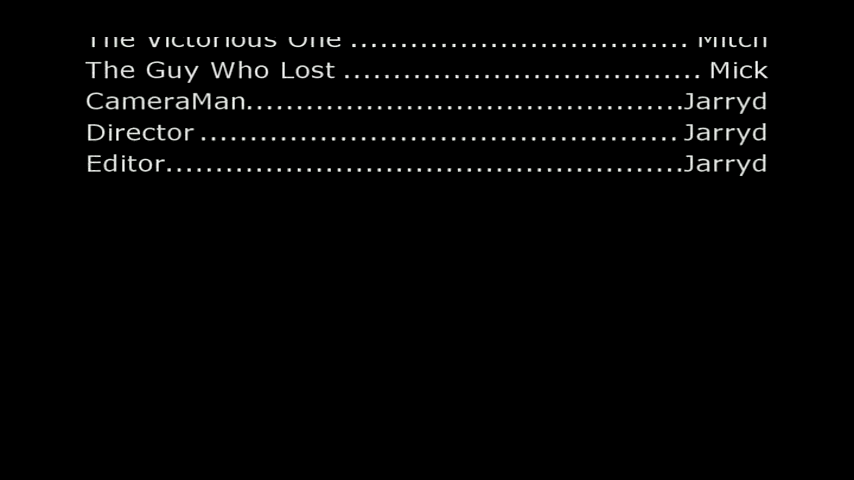 The Victorious One .................................. Mitch
The Guy Who Lost .................................... Mick
CameraMan............................................Jarryd
Director ................................................ Jarryd
Editor....................................................Jarryd